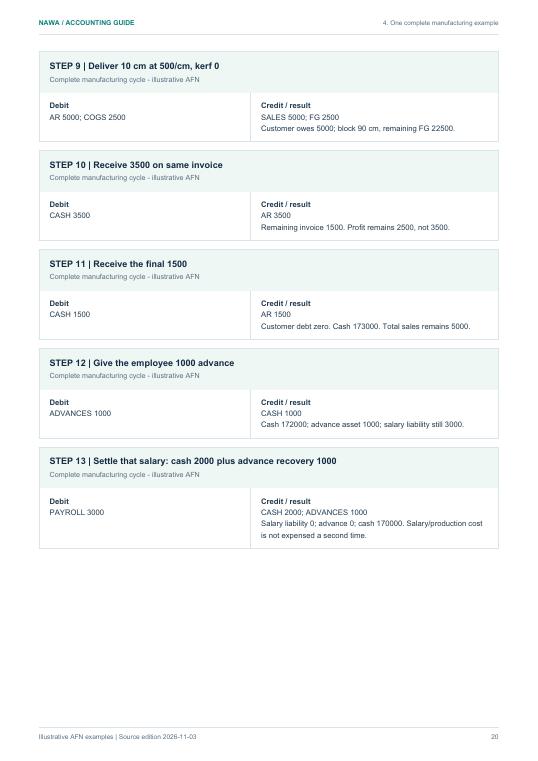 NAWA / ACCOUNTING GUIDE
4. One complete manufacturing example
STEP 9 | Deliver 10 cm at 500/cm, kerf 0
Complete manufacturing cycle - illustrative AFN
Debit
AR 5000; COGS 2500
Credit / result
SALES 5000; FG 2500
Customer owes 5000; block 90 cm, remaining FG 22500.
STEP 10 | Receive 3500 on same invoice
Complete manufacturing cycle - illustrative AFN
Debit
CASH 3500
Credit / result
AR 3500
Remaining invoice 1500. Profit remains 2500, not 3500.
STEP 11 | Receive the final 1500
Complete manufacturing cycle - illustrative AFN
Debit
CASH 1500
Credit / result
AR 1500
Customer debt zero. Cash 173000. Total sales remains 5000.
STEP 12 | Give the employee 1000 advance
Complete manufacturing cycle - illustrative AFN
Debit
ADVANCES 1000
Credit / result
CASH 1000
Cash 172000; advance asset 1000; salary liability still 3000.
STEP 13 | Settle that salary: cash 2000 plus advance recovery 1000
Complete manufacturing cycle - illustrative AFN
Debit
PAYROLL 3000
Credit / result
CASH 2000; ADVANCES 1000
Salary liability 0; advance 0; cash 170000. Salary/production cost
is not expensed a second time.
Illustrative AFN examples | Source edition 2026-11-03
20